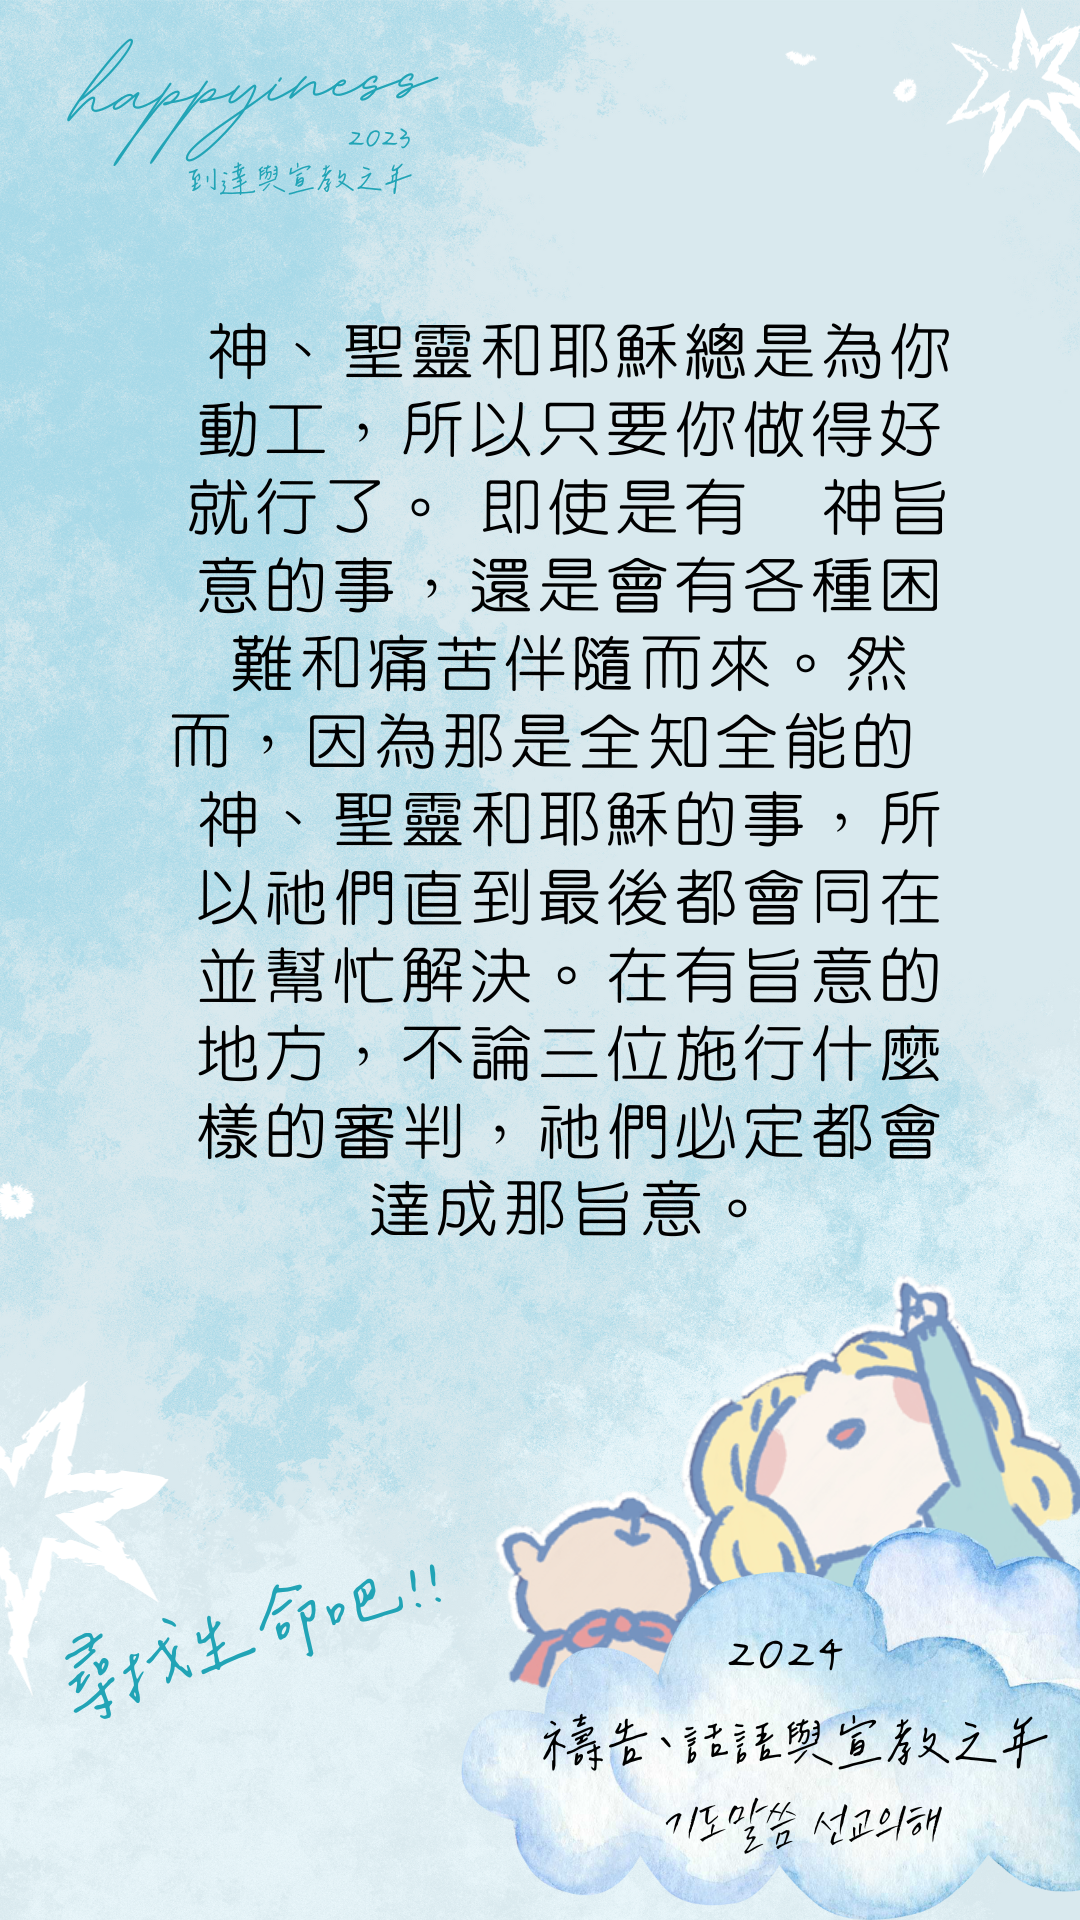 happyiness
2023
到達與宣教之年
神、聖靈和耶穌總是為你
動工，所以只要你做得好
就行了。 即使是有　神旨
意的事，還是會有各種困
難和痛苦伴隨而來。然
而，因為那是全知全能的
神、聖靈和耶穌的事，所
以祂們直到最後都會同在
並幫忙解決。在有旨意的
地方，不論三位施行什麼
樣的審判，祂們必定都會
達成那旨意。
尋找生命吧!!
2024
禱告、話語與宣教之年
기도말씀 선교의해